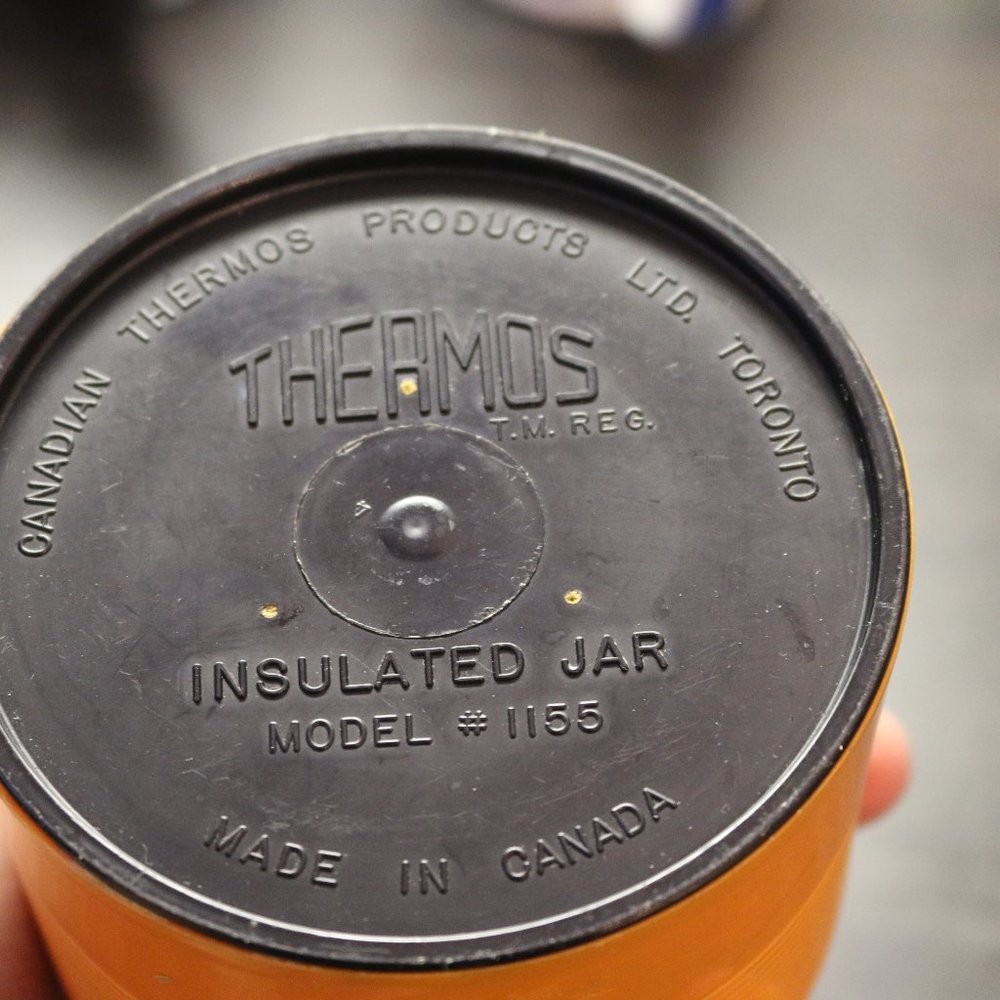 CANADIAN THERMOS PRODUCTS LTD. TORONTO
THERMOS
T.M. REG.
INSULATED JAR
MODEL # 1155
MADE IN CANADA